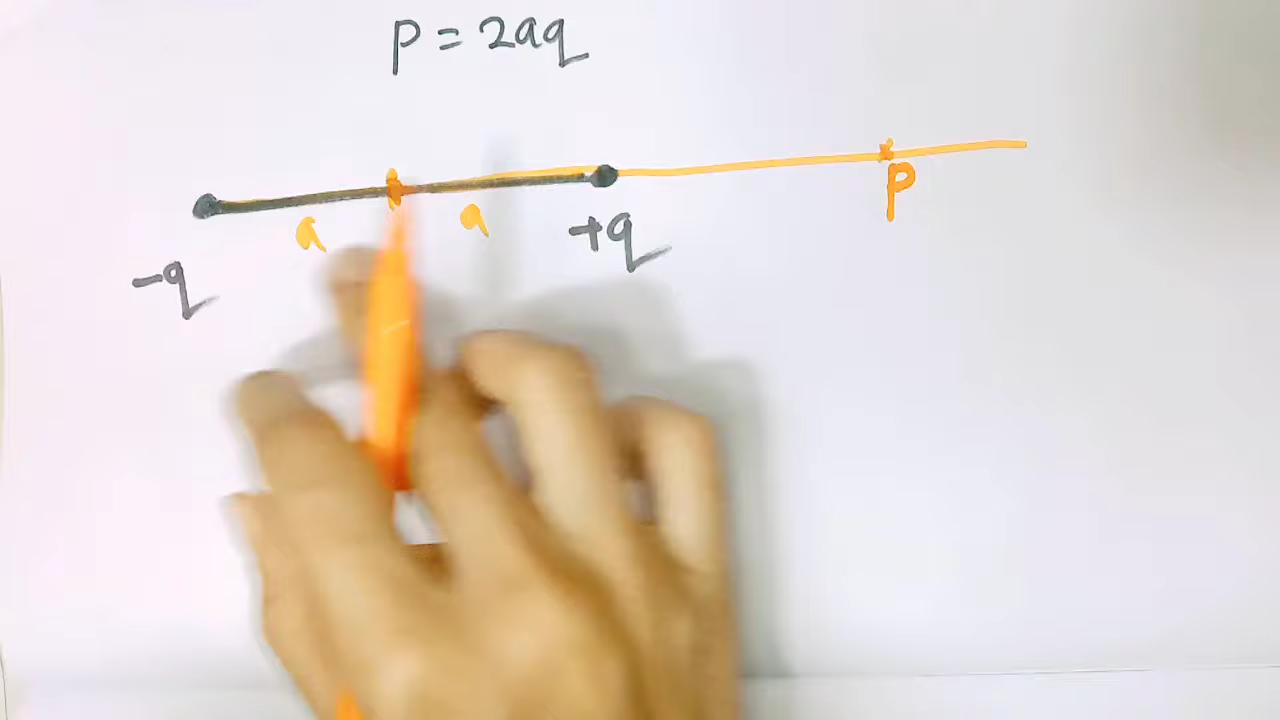 p = 2aq
a a
-q +q P